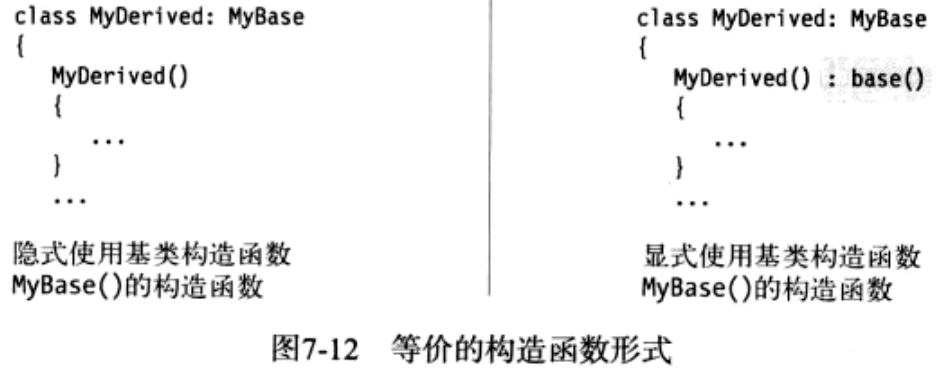 class MyDerived: MyBase
{
MyDerived()
{
...
}
...
隐式使用基类构造函数
MyBase()的构造函数
class MyDerived: MyBase
{
MyDerived() : base()
{
...
}
...
显式使用基类构造函数
MyBase()的构造函数
图7-12 等价的构造函数形式